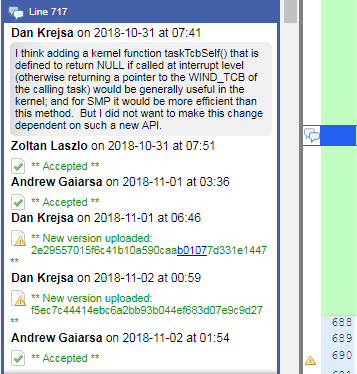 Line 717
Dan Krejsa on 2018-10-31 at 07:41
I think adding a kernel function taskTcbSelf() that is
defined to return NULL if called at interrupt level
(otherwise returning a pointer to the WIND_TCB of
the calling task) would be generally useful in the
kernel; and for SMP it would be more efficient than
this method.  But I did not want to make this change
dependent on such a new API.
Zoltan Laszlo on 2018-10-31 at 07:51
** Accepted **
Andrew Gaiarsa on 2018-11-01 at 03:36
** Accepted **
Dan Krejsa on 2018-11-01 at 06:46
** New version uploaded:
2e29557015f6c41b10a590caab01077d331e1447
**
Dan Krejsa on 2018-11-02 at 00:59
** New version uploaded:
f5ec7c44414ebc6a2bb93b044ef683d07e9c9d27
**
Andrew Gaiarsa on 2018-11-02 at 01:54
** Accepted **
688
689
690